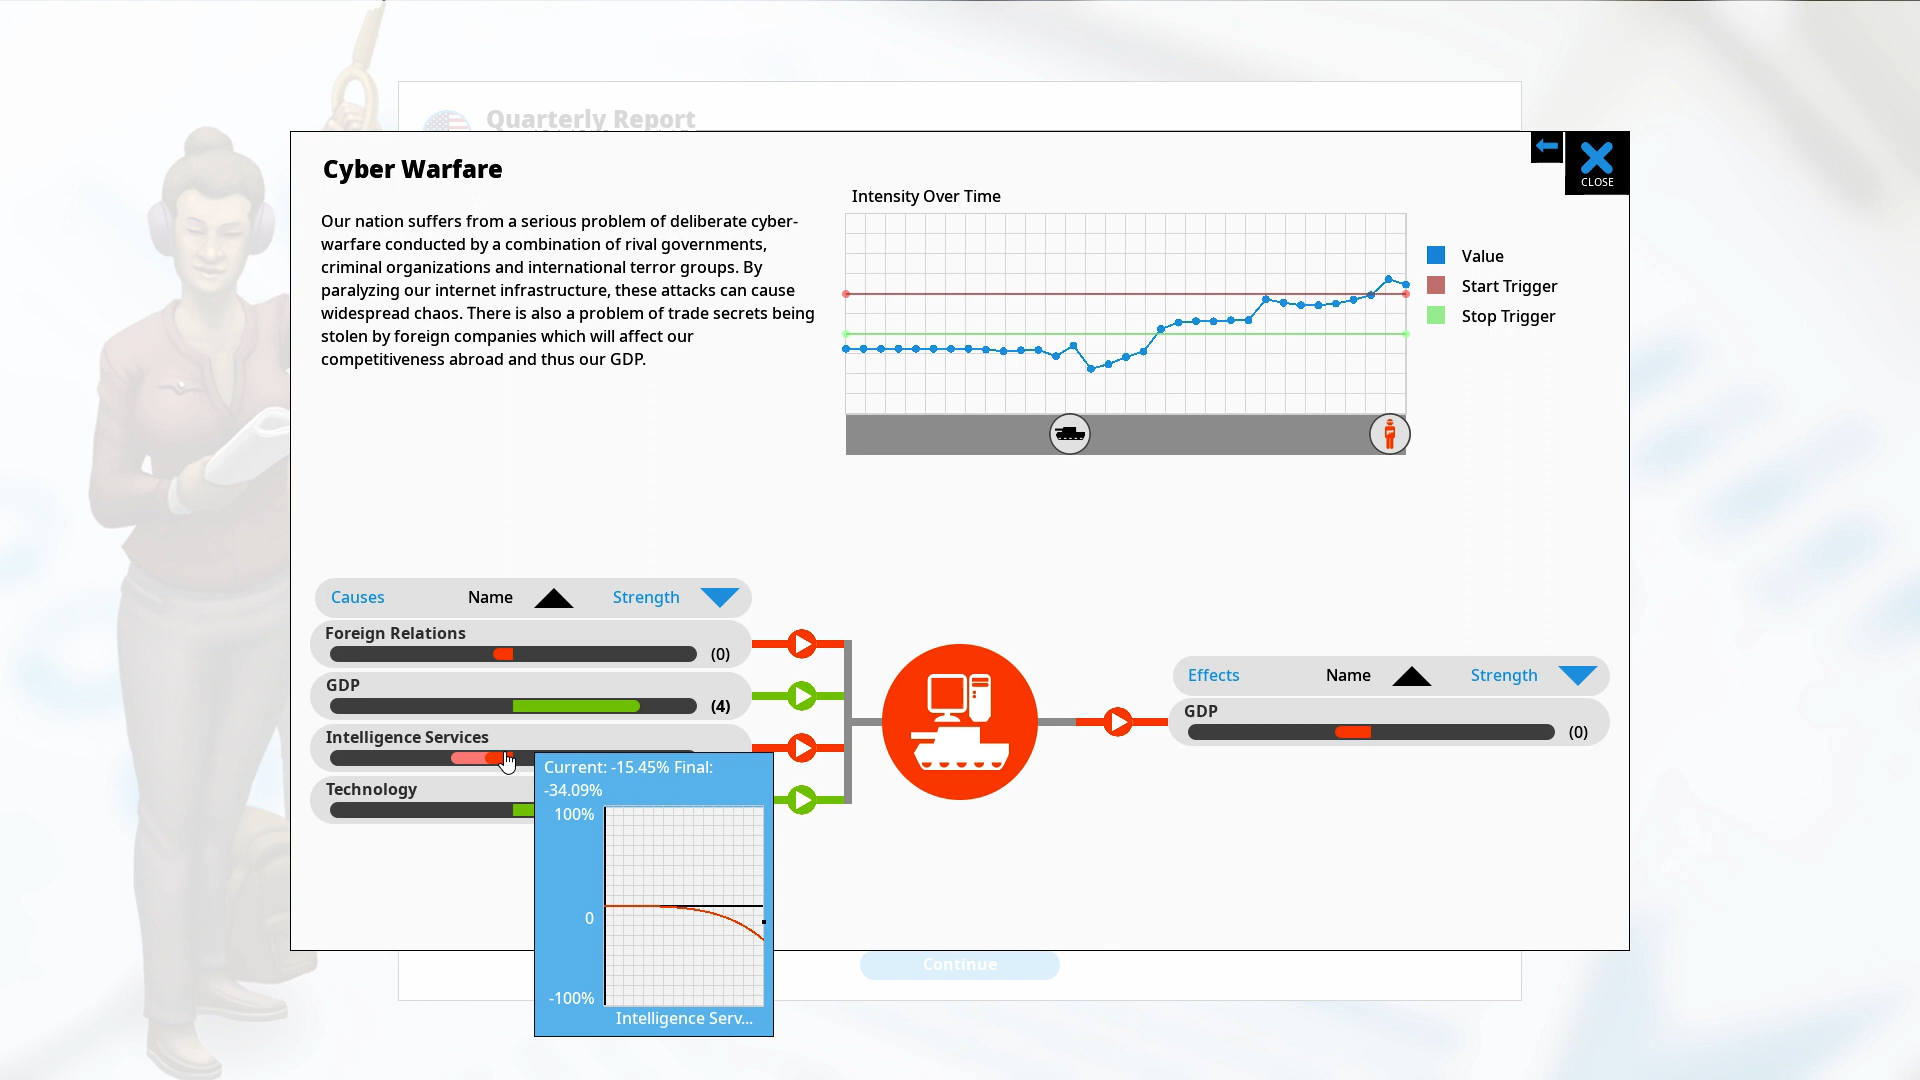 Quarterly Report
Cyber Warfare
CLOSE
Our nation suffers from a serious problem of deliberate cyber-
warfare conducted by a combination of rival governments,
criminal organizations and international terror groups. By
paralyzing our internet infrastructure, these attacks can cause
widespread chaos. There is also a problem of trade secrets being
stolen by foreign companies which will affect our
competitiveness abroad and thus our GDP.
Intensity Over Time
Value
Start Trigger
Stop Trigger
Causes Name Strength
Foreign Relations
(0)
GDP
(4)
Intelligence Services
Technology
Effects Name Strength
GDP
(0)
Current: -15.45% Final:
-34.09%
100%
0
-100%
Intelligence Serv...
Continue